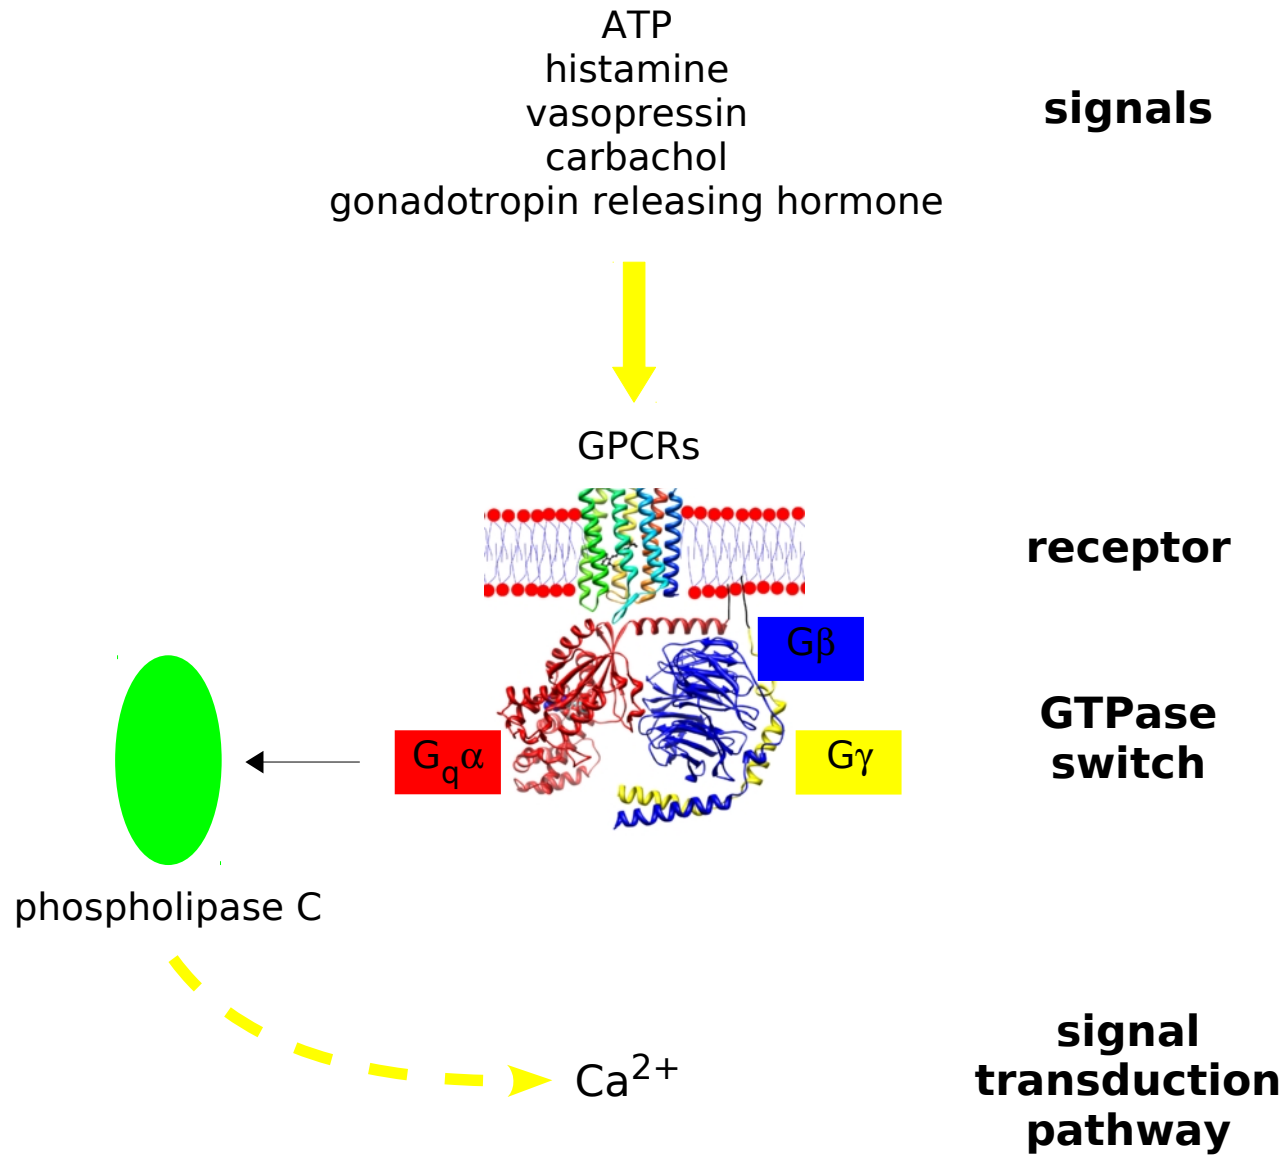 ATP
histamine
vasopressin
carbachol
gonadotropin releasing hormone
signals
GPCRs
receptor
Gβ
Gqα
Gγ
GTPase
switch
phospholipase C
Ca²⁺
signal
transduction
pathway